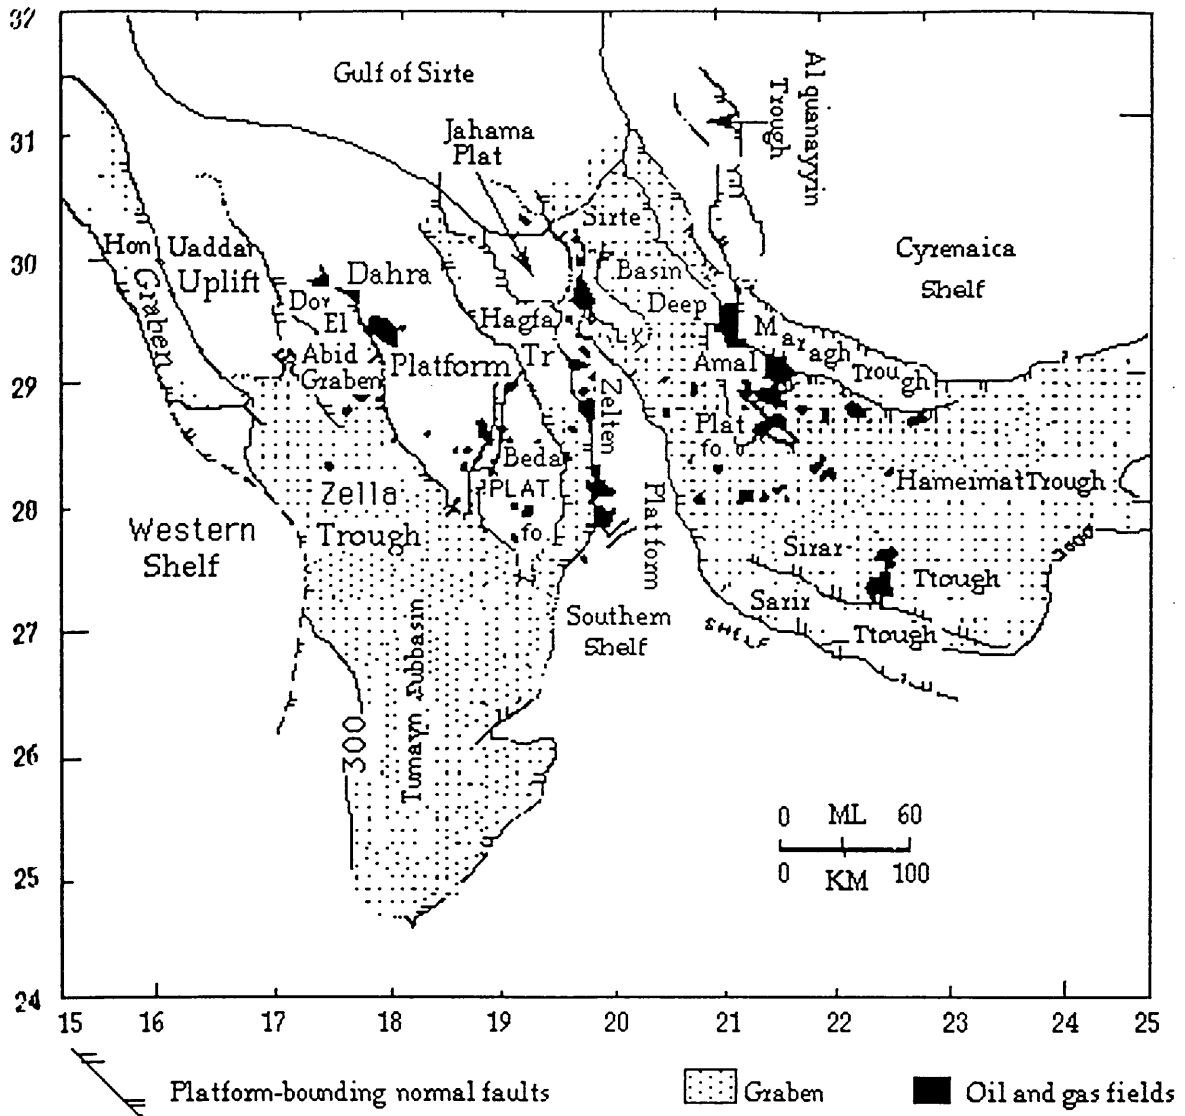 32
31
30
29
28
27
26
25
24
Gulf of Sirte
Jahama
Plat
Al quanayyin
Trough
Sirte
Basin
Deep
Cyrenaica
Shelf
Hon
Graben
Uaddan
Uplift
Dahra
Platform
Dor
El
Abid
Graben
Hagfa
Tr
Maragh
Trough
Amal
Plat
fo
Zelten
Platform
Beda
PLAT
fo
Zella
Trough
Western
Shelf
Hameimat Trough
Sirar
Ttough
Sarir
Ttough
SHELF
Southern
Shelf
Tumayn Subbasin
300
0 ML 60
0 KM 100
15 16 17 18 19 20 21 22 23 24 25
Platform-bounding normal faults
Graben
Oil and gas fields